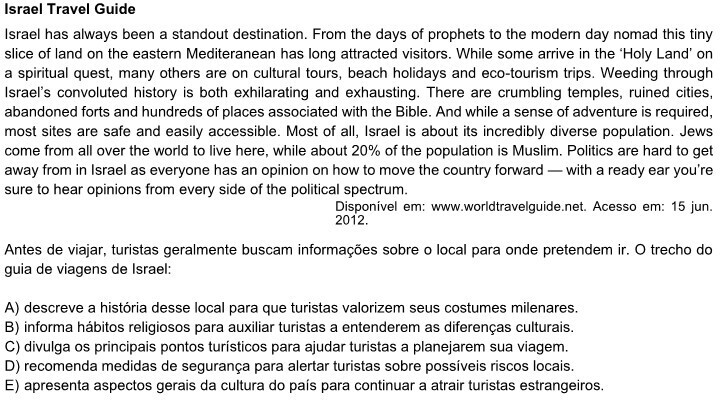 Israel Travel Guide
Israel has always been a standout destination. From the days of prophets to the modern day nomad this tiny
slice of land on the eastern Mediteranean has long attracted visitors. While some arrive in the ‘Holy Land’ on
a spiritual quest, many others are on cultural tours, beach holidays and eco-tourism trips. Weeding through
Israel’s convoluted history is both exhilarating and exhausting. There are crumbling temples, ruined cities,
abandoned forts and hundreds of places associated with the Bible. And while a sense of adventure is required,
most sites are safe and easily accessible. Most of all, Israel is about its incredibly diverse population. Jews
come from all over the world to live here, while about 20% of the population is Muslim. Politics are hard to get
away from in Israel as everyone has an opinion on how to move the country forward — with a ready ear you’re
sure to hear opinions from every side of the political spectrum.
Disponível em: www.worldtravelguide.net. Acesso em: 15 jun.
2012.
Antes de viajar, turistas geralmente buscam informações sobre o local para onde pretendem ir. O trecho do
guia de viagens de Israel:
A) descreve a história desse local para que turistas valorizem seus costumes milenares.
B) informa hábitos religiosos para auxiliar turistas a entenderem as diferenças culturais.
C) divulga os principais pontos turísticos para ajudar turistas a planejarem sua viagem.
D) recomenda medidas de segurança para alertar turistas sobre possíveis riscos locais.
E) apresenta aspectos gerais da cultura do país para continuar a atrair turistas estrangeiros.